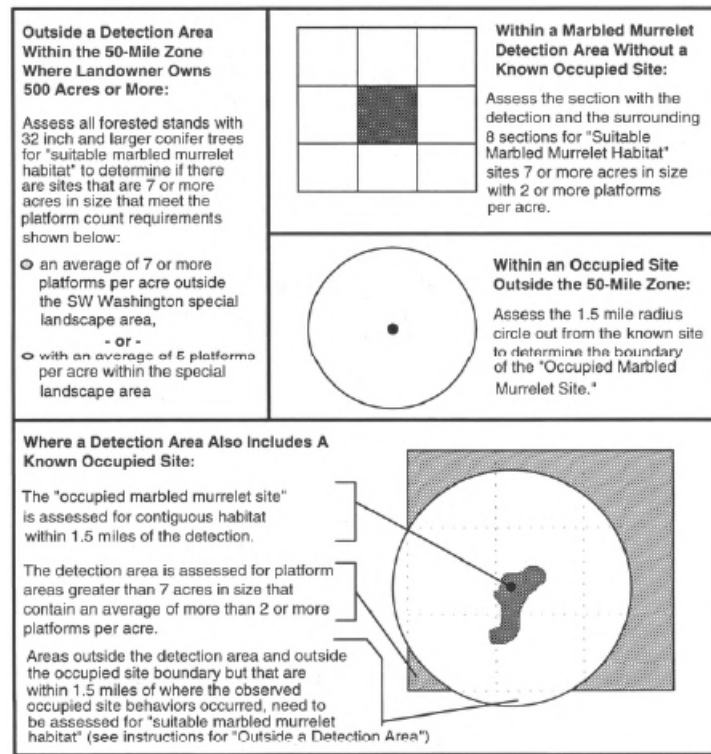 Outside a Detection Area
Within the 50-Mile Zone
Where Landowner Owns
500 Acres or More:
Assess all forested stands with
32 inch and larger conifer trees
for "suitable marbled murrelet
habitat" to determine if there
are sites that are 7 or more
acres in size that meet the
platform count requirements
shown below:
o an average of 7 or more
platforms per acre outside
the SW Washington special
landscape area,
- or -
o with an average of 5 platforms
per acre within the special
landscape area
Within a Marbled Murrelet
Detection Area Without a
Known Occupied Site:
Assess the section with the
detection and the surrounding
8 sections for "Suitable
Marbled Murrelet Habitat"
sites 7 or more acres in size
with 2 or more platforms
per acre.
Within an Occupied Site
Outside the 50-Mile Zone:
Assess the 1.5 mile radius
circle out from the known site
to determine the boundary
of the "Occupied Marbled
Murrelet Site."
Where a Detection Area Also Includes A
Known Occupied Site:
The "occupied marbled murrelet site"
is assessed for contiguous habitat
within 1.5 miles of the detection.
The detection area is assessed for platform
areas greater than 7 acres in size that
contain an average of more than 2 or more
platforms per acre.
Areas outside the detection area and outside
the occupied site boundary but that are
within 1.5 miles of where the observed
occupied site behaviors occurred, need to
be assessed for "suitable marbled murrelet
habitat" (see instructions for "Outside a Detection Area")